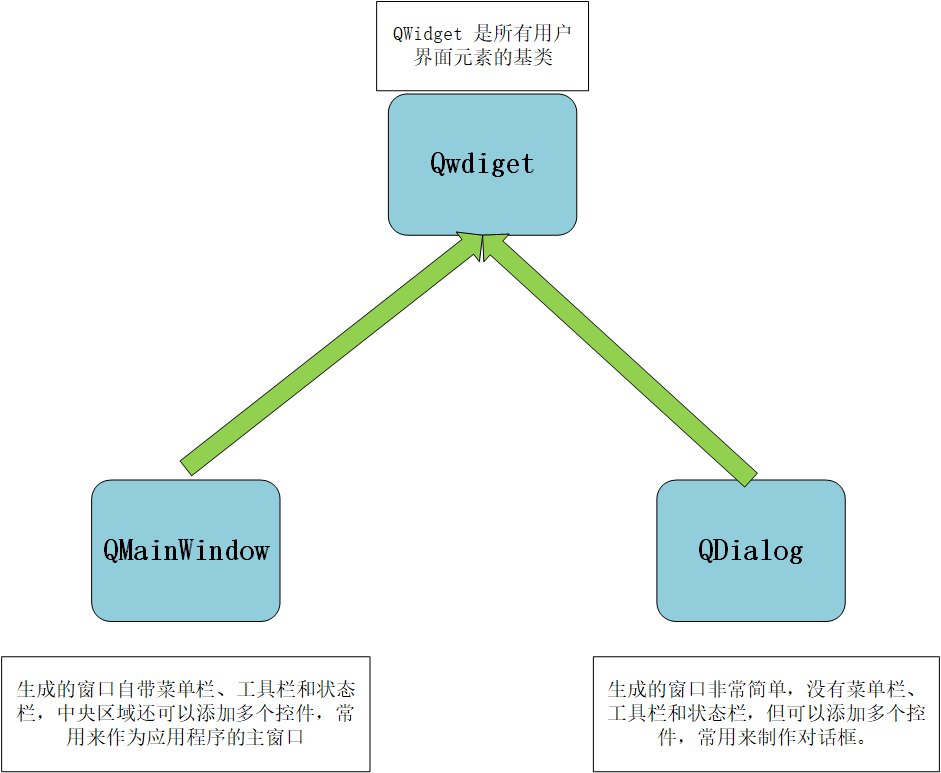 QWidget 是所有用户
界面元素的基类
Qwdiget
QMainWindow
QDialog
生成的窗口自带菜单栏、工具栏和状态
栏，中央区域还可以添加多个控件，常
用来作为应用程序的主窗口
生成的窗口非常简单，没有菜单栏、
工具栏和状态栏，但可以添加多个控
件，常用来制作对话框。